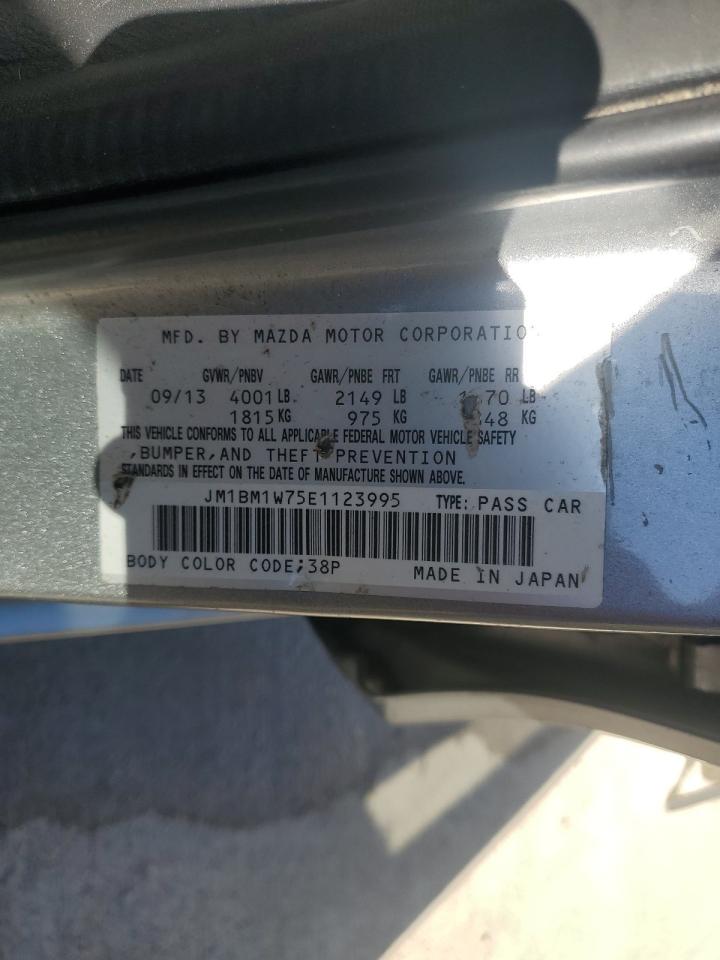 MFD. BY MAZDA MOTOR CORPORATIO
DATE GVWR/PNBV GAWR/PNBE FRT GAWR/PNBE RR
09/13 4001 LB 2149 LB LB
1815 KG 975 KG KG
THIS VEHICLE CONFORMS TO ALL APPLICABLE FEDERAL MOTOR VEHICLE SAFETY
,BUMPER,AND THEFT PREVENTION
STANDARDS IN EFFECT ON THE DATE OF MANUFACTURE SHOWN ABOVE.
JM1BM1W75E1123995 TYPE: PASS CAR
BODY COLOR CODE:38P MADE IN JAPAN